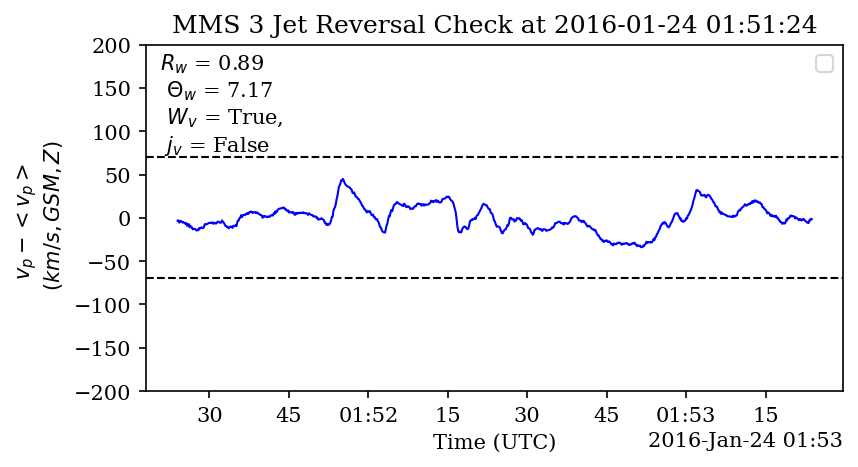 MMS 3 Jet Reversal Check at 2016-01-24 01:51:24
R_w = 0.89
Θ_w = 7.17
W_v = True,
j_v = False
v_p − < v_p >
(km/s, GSM, Z)
200
150
100
50
0
−50
−100
−150
−200
30 45 01:52 15 30 45 01:53 15
Time (UTC)
2016-Jan-24 01:53